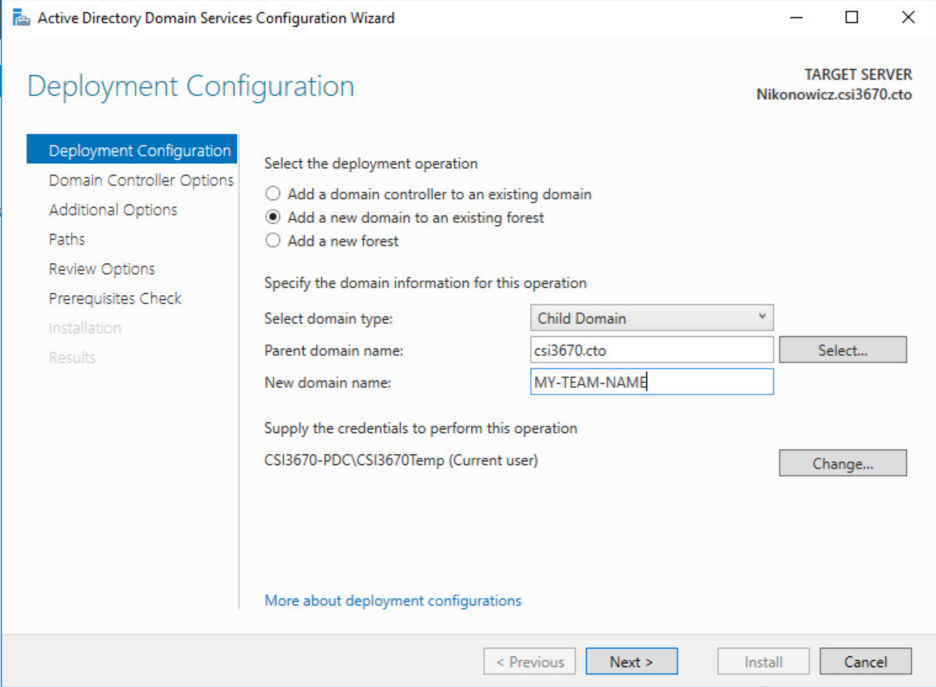 Active Directory Domain Services Configuration Wizard
Deployment Configuration
TARGET SERVER
Nikonowicz.csi3670.cto
Deployment Configuration
Domain Controller Options
Additional Options
Paths
Review Options
Prerequisites Check
Installation
Results
Select the deployment operation
Add a domain controller to an existing domain
Add a new domain to an existing forest
Add a new forest
Specify the domain information for this operation
Select domain type: Child Domain
Parent domain name: csi3670.cto Select...
New domain name: MY-TEAM-NAME
Supply the credentials to perform this operation
CSI3670-PDC\CSI3670Temp (Current user) Change...
More about deployment configurations
< Previous Next > Install Cancel